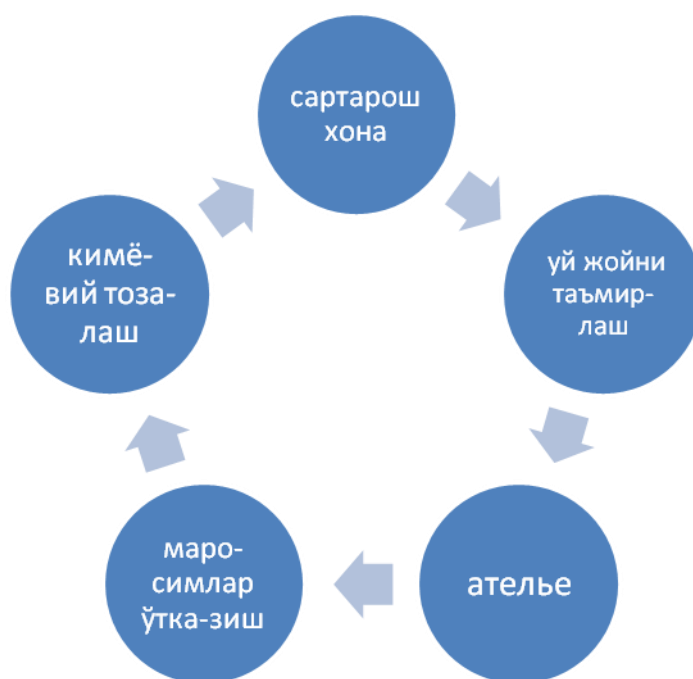 сартарош
хона
уй жойни
таъмир-
лаш
ателье
маро-
симлар
ўтка-зиш
кимё-
вий тоза-
лаш